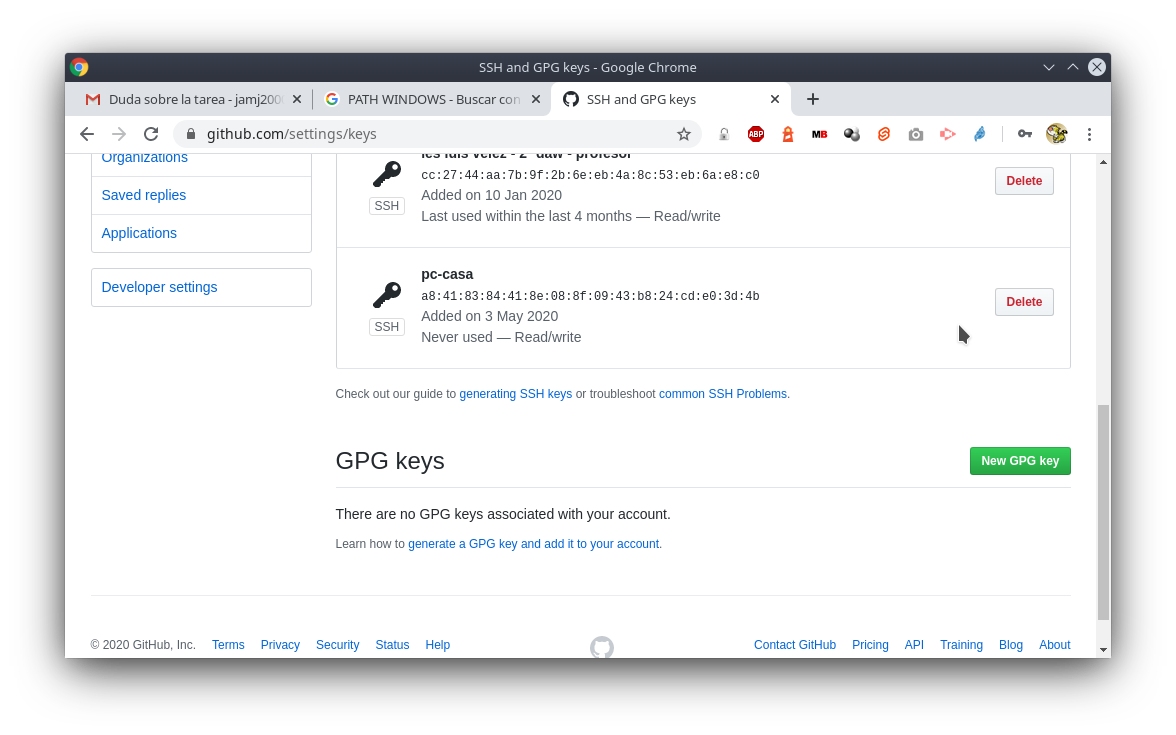 SSH and GPG keys - Google Chrome
Duda sobre la tarea - jamj200
PATH WINDOWS - Buscar con
SSH and GPG keys
github.com/settings/keys
ABP
MB
Organizations
Saved replies
Applications
Developer settings
ies luis velez - 2º daw - profesor
cc:27:44:aa:7b:9f:2b:6e:eb:4a:8c:53:eb:6a:e8:c0
Added on 10 Jan 2020
Last used within the last 4 months — Read/write
SSH
Delete
pc-casa
a8:41:83:84:41:8e:08:8f:09:43:b8:24:cd:e0:3d:4b
Added on 3 May 2020
Never used — Read/write
SSH
Delete
Check out our guide to generating SSH keys or troubleshoot common SSH Problems.
GPG keys
New GPG key
There are no GPG keys associated with your account.
Learn how to generate a GPG key and add it to your account.
© 2020 GitHub, Inc. Terms Privacy Security Status Help
Contact GitHub Pricing API Training Blog About